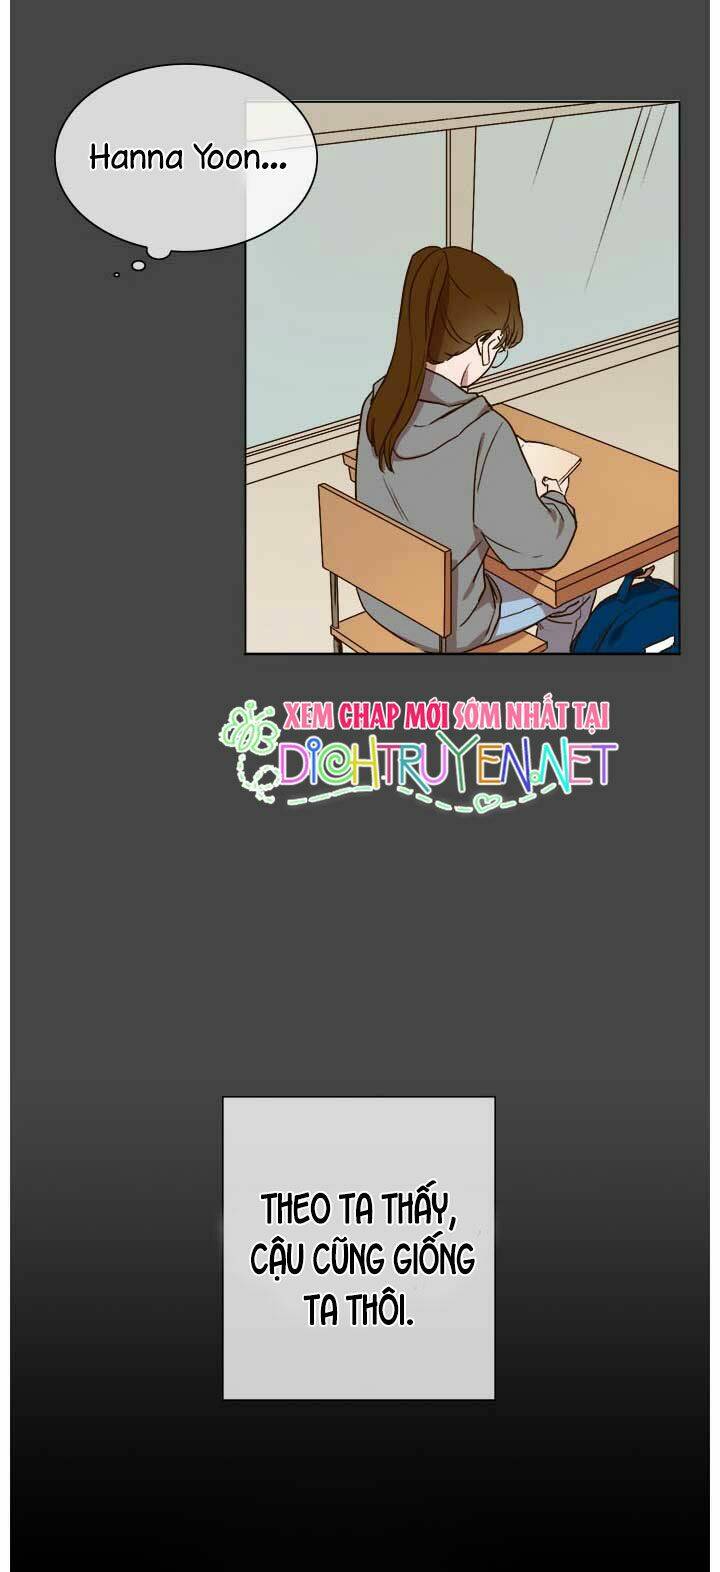 Hanna Yoon...
XEM CHAP MỚI SỚM NHẤT TẠI
DICHTRUYEN.NET
THEO TA THẤY,
CẬU CŨNG GIỐNG
TA THÔI.